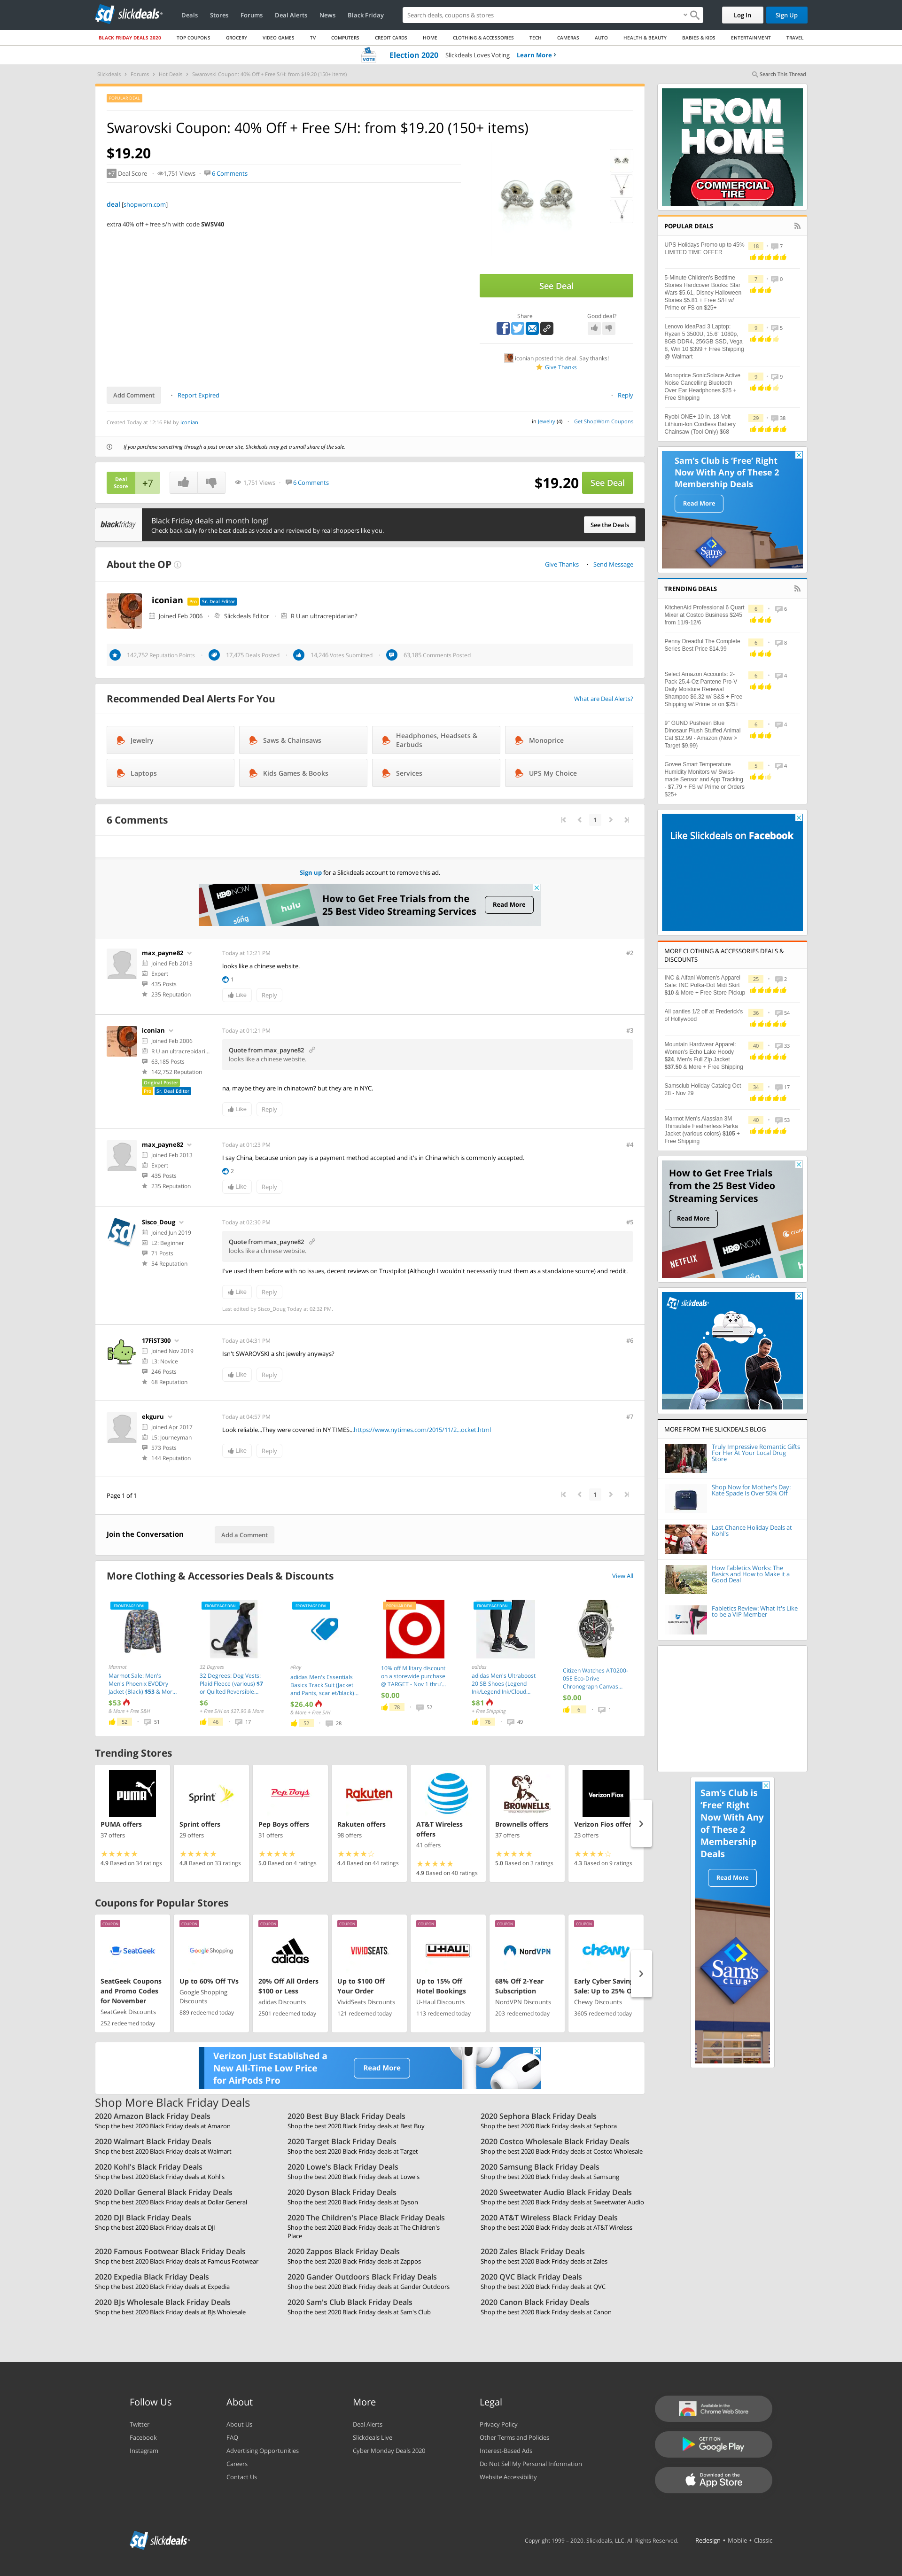 slickdeals
Deals Stores Forums Deal Alerts News Black Friday
Search deals, coupons & stores
Log In Sign Up
BLACK FRIDAY DEALS 2020 TOP COUPONS GROCERY VIDEO GAMES TV COMPUTERS CREDIT CARDS HOME CLOTHING & ACCESSORIES TECH CAMERAS AUTO HEALTH & BEAUTY BABIES & KIDS ENTERTAINMENT TRAVEL
VOTE Election 2020 Slickdeals Loves Voting Learn More
Slickdeals Forums Hot Deals Swarovski Coupon: 40% Off + Free S/H: from $19.20 (150+ items)
Search This Thread
POPULAR DEAL
Swarovski Coupon: 40% Off + Free S/H: from $19.20 (150+ items)
$19.20
+7 Deal Score 1,751 Views 6 Comments
deal [shopworn.com]
extra 40% off + free s/h with code SWSV40
See Deal
Share Good deal?
iconian posted this deal. Say thanks!
Give Thanks
Add Comment Report Expired Reply
Created Today at 12:16 PM by iconian
in Jewelry (4) Get ShopWorn Coupons
If you purchase something through a post on our site, Slickdeals may get a small share of the sale.
Deal Score +7 1,751 Views 6 Comments $19.20 See Deal
blackfriday
Black Friday deals all month long!
Check back daily for the best deals as voted and reviewed by real shoppers like you.
See the Deals
About the OP
Give Thanks Send Message
iconian Pro Sr. Deal Editor
Joined Feb 2006 Slickdeals Editor R U an ultracrepidarian?
142,752 Reputation Points 17,475 Deals Posted 14,246 Votes Submitted 63,185 Comments Posted
Recommended Deal Alerts For You
What are Deal Alerts?
Jewelry Saws & Chainsaws Headphones, Headsets & Earbuds Monoprice
Laptops Kids Games & Books Services UPS My Choice
6 Comments
1
Sign up for a Slickdeals account to remove this ad.
HBO NOW
sling
hulu
How to Get Free Trials from the
25 Best Video Streaming Services
Read More
max_payne82
Joined Feb 2013
Expert
435 Posts
235 Reputation
Today at 12:21 PM #2
looks like a chinese website.
1
Like Reply
iconian
Joined Feb 2006
R U an ultracrepidari...
63,185 Posts
142,752 Reputation
Original Poster
Pro Sr. Deal Editor
Today at 01:21 PM #3
Quote from max_payne82
looks like a chinese website.
na, maybe they are in chinatown? but they are in NYC.
Like Reply
max_payne82
Joined Feb 2013
Expert
435 Posts
235 Reputation
Today at 01:23 PM #4
I say China, because union pay is a payment method accepted and it's in China which is commonly accepted.
2
Like Reply
Sisco_Doug
Joined Jun 2019
L2: Beginner
71 Posts
54 Reputation
Today at 02:30 PM #5
Quote from max_payne82
looks like a chinese website.
I've used them before with no issues, decent reviews on Trustpilot (Although I wouldn't necessarily trust them as a standalone source) and reddit.
Like Reply
Last edited by Sisco_Doug Today at 02:32 PM.
17FIST300
Joined Nov 2019
L3: Novice
246 Posts
68 Reputation
Today at 04:31 PM #6
Isn't SWAROVSKI a sht jewelry anyways?
Like Reply
ekguru
Joined Apr 2017
L5: Journeyman
573 Posts
144 Reputation
Today at 04:57 PM #7
Look reliable...They were covered in NY TIMES...https://www.nytimes.com/2015/11/2...ocket.html
Like Reply
Page 1 of 1
1
Join the Conversation Add a Comment
More Clothing & Accessories Deals & Discounts
View All
FRONTPAGE DEAL
Marmot
Marmot Sale: Men's
Men's Phoenix EVODry
Jacket (Black) $53 & Mor...
$53
& More + Free S&H
52 51
FRONTPAGE DEAL
32 Degrees
32 Degrees: Dog Vests:
Plaid Fleece (various) $7
or Quilted Reversible...
$6
+ Free S/H on $27.90 & More
46 17
FRONTPAGE DEAL
eBay
adidas Men's Essentials
Basics Track Suit (Jacket
and Pants, scarlet/black)...
$26.40
& More + Free S/H
52 28
POPULAR DEAL
10% off Military discount
on a storewide purchase
@ TARGET - Nov 1 thru'...
$0.00
78 52
FRONTPAGE DEAL
adidas
adidas Men's Ultraboost
20 SB Shoes (Legend
Ink/Legend Ink/Cloud...
$81
+ Free Shipping
76 49
Citizen Watches AT0200-
05E Eco-Drive
Chronograph Canvas...
$0.00
6 1
Trending Stores
PUMA
PUMA offers
37 offers
4.9 Based on 34 ratings
Sprint
Sprint offers
29 offers
4.8 Based on 33 ratings
Pep Boys
Pep Boys offers
31 offers
5.0 Based on 4 ratings
Rakuten
Rakuten offers
98 offers
4.4 Based on 44 ratings
AT&T Wireless
offers
41 offers
4.9 Based on 40 ratings
BROWNELLS
Brownells offers
37 offers
5.0 Based on 3 ratings
Verizon Fios
Verizon Fios offer
23 offers
4.3 Based on 9 ratings
Coupons for Popular Stores
COUPON
SeatGeek
SeatGeek Coupons
and Promo Codes
for November
SeatGeek Discounts
252 redeemed today
COUPON
Google Shopping
Up to 60% Off TVs
Google Shopping
Discounts
889 redeemed today
COUPON
adidas
20% Off All Orders
$100 or Less
adidas Discounts
2501 redeemed today
COUPON
VIVIDSEATS
Up to $100 Off
Your Order
VividSeats Discounts
121 redeemed today
COUPON
U-HAUL
Up to 15% Off
Hotel Bookings
U-Haul Discounts
113 redeemed today
COUPON
NordVPN
68% Off 2-Year
Subscription
NordVPN Discounts
203 redeemed today
COUPON
chewy
Early Cyber Saving
Sale: Up to 25% O
Chewy Discounts
3605 redeemed today
Verizon Just Established a
New All-Time Low Price
for AirPods Pro
Read More
Shop More Black Friday Deals
2020 Amazon Black Friday Deals
Shop the best 2020 Black Friday deals at Amazon
2020 Best Buy Black Friday Deals
Shop the best 2020 Black Friday deals at Best Buy
2020 Sephora Black Friday Deals
Shop the best 2020 Black Friday deals at Sephora
2020 Walmart Black Friday Deals
Shop the best 2020 Black Friday deals at Walmart
2020 Target Black Friday Deals
Shop the best 2020 Black Friday deals at Target
2020 Costco Wholesale Black Friday Deals
Shop the best 2020 Black Friday deals at Costco Wholesale
2020 Kohl's Black Friday Deals
Shop the best 2020 Black Friday deals at Kohl's
2020 Lowe's Black Friday Deals
Shop the best 2020 Black Friday deals at Lowe's
2020 Samsung Black Friday Deals
Shop the best 2020 Black Friday deals at Samsung
2020 Dollar General Black Friday Deals
Shop the best 2020 Black Friday deals at Dollar General
2020 Dyson Black Friday Deals
Shop the best 2020 Black Friday deals at Dyson
2020 Sweetwater Audio Black Friday Deals
Shop the best 2020 Black Friday deals at Sweetwater Audio
2020 DJI Black Friday Deals
Shop the best 2020 Black Friday deals at DJI
2020 The Children's Place Black Friday Deals
Shop the best 2020 Black Friday deals at The Children's
Place
2020 AT&T Wireless Black Friday Deals
Shop the best 2020 Black Friday deals at AT&T Wireless
2020 Famous Footwear Black Friday Deals
Shop the best 2020 Black Friday deals at Famous Footwear
2020 Zappos Black Friday Deals
Shop the best 2020 Black Friday deals at Zappos
2020 Zales Black Friday Deals
Shop the best 2020 Black Friday deals at Zales
2020 Expedia Black Friday Deals
Shop the best 2020 Black Friday deals at Expedia
2020 Gander Outdoors Black Friday Deals
Shop the best 2020 Black Friday deals at Gander Outdoors
2020 QVC Black Friday Deals
Shop the best 2020 Black Friday deals at QVC
2020 BJs Wholesale Black Friday Deals
Shop the best 2020 Black Friday deals at BJs Wholesale
2020 Sam's Club Black Friday Deals
Shop the best 2020 Black Friday deals at Sam's Club
2020 Canon Black Friday Deals
Shop the best 2020 Black Friday deals at Canon
FROM
HOME
COMMERCIAL
TIRE
POPULAR DEALS
UPS Holidays Promo up to 45%
LIMITED TIME OFFER
18 7
5-Minute Children's Bedtime
Stories Hardcover Books: Star
Wars $5.61, Disney Halloween
Stories $5.81 + Free S/H w/
Prime or FS on $25+
7 0
Lenovo IdeaPad 3 Laptop:
Ryzen 5 3500U, 15.6" 1080p,
8GB DDR4, 256GB SSD, Vega
8, Win 10 $399 + Free Shipping
@ Walmart
9 5
Monoprice SonicSolace Active
Noise Cancelling Bluetooth
Over Ear Headphones $25 +
Free Shipping
9 9
Ryobi ONE+ 10 in. 18-Volt
Lithium-Ion Cordless Battery
Chainsaw (Tool Only) $68
25 38
Sam's Club is 'Free' Right
Now With Any of These 2
Membership Deals
Read More
Sam's
TRENDING DEALS
KitchenAid Professional 6 Quart
Mixer at Costco Business $245
from 11/9-12/6
6 6
Penny Dreadful The Complete
Series Best Price $14.99
6 8
Select Amazon Accounts: 2-
Pack 25.4-Oz Pantene Pro-V
Daily Moisture Renewal
Shampoo $6.32 w/ S&S + Free
Shipping w/ Prime or on $25+
6 4
9" GUND Pusheen Blue
Dinosaur Plush Stuffed Animal
Cat $12.99 - Amazon (Now >
Target $9.99)
6 4
Govee Smart Temperature
Humidity Monitors w/ Swiss-
made Sensor and App Tracking
- $7.79 + FS w/ Prime or Orders
$25+
5 4
Like Slickdeals on Facebook
MORE CLOTHING & ACCESSORIES DEALS &
DISCOUNTS
INC & Alfani Women's Apparel
Sale: INC Polka-Dot Midi Skirt
$10 & More + Free Store Pickup
25 2
All panties 1/2 off at Frederick's
of Hollywood
36 54
Mountain Hardwear Apparel:
Women's Echo Lake Hoody
$24, Men's Full Zip Jacket
$37.50 & More + Free Shipping
40 33
Samsclub Holiday Catalog Oct
28 - Nov 29
34 17
Marmot Men's Alassian 3M
Thinsulate Featherless Parka
Jacket (various colors) $105 +
Free Shipping
40 53
How to Get Free Trials
from the 25 Best Video
Streaming Services
Read More
NETFLIX
HBO NOW
slickdeals
MORE FROM THE SLICKDEALS BLOG
Truly Impressive Romantic Gifts
For Her At Your Local Drug
Store
Shop Now for Mother's Day:
Kate Spade Is Over 50% Off
Last Chance Holiday Deals at
Kohl's
How Fabletics Works: The
Basics and How to Make it a
Good Deal
Fabletics Review: What It's Like
to be a VIP Member
Sam's Club is
'Free' Right
Now With Any
of These 2
Membership
Deals
Read More
Sam's
CLUB
Follow Us
Twitter
Facebook
Instagram
About
About Us
FAQ
Advertising Opportunities
Careers
Contact Us
More
Deal Alerts
Slickdeals Live
Cyber Monday Deals 2020
Legal
Privacy Policy
Other Terms and Policies
Interest-Based Ads
Do Not Sell My Personal Information
Website Accessibility
Available in the
Chrome Web Store
GET IT ON
Google Play
Download on the
App Store
slickdeals
Copyright 1999 – 2020. Slickdeals, LLC. All Rights Reserved. Redesign • Mobile • Classic